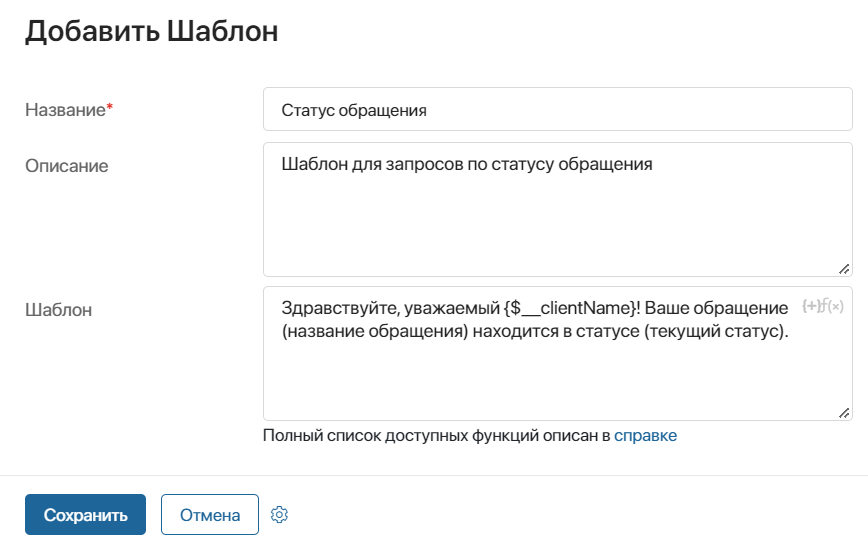 Добавить Шаблон
Название*
Статус обращения
Описание
Шаблон для запросов по статусу обращения
Шаблон
Здравствуйте, уважаемый {$__clientName}! Ваше обращение
(название обращения) находится в статусе (текущий статус).
{+}ƒ(×)
Полный список доступных функций описан в справке
Сохранить
Отмена